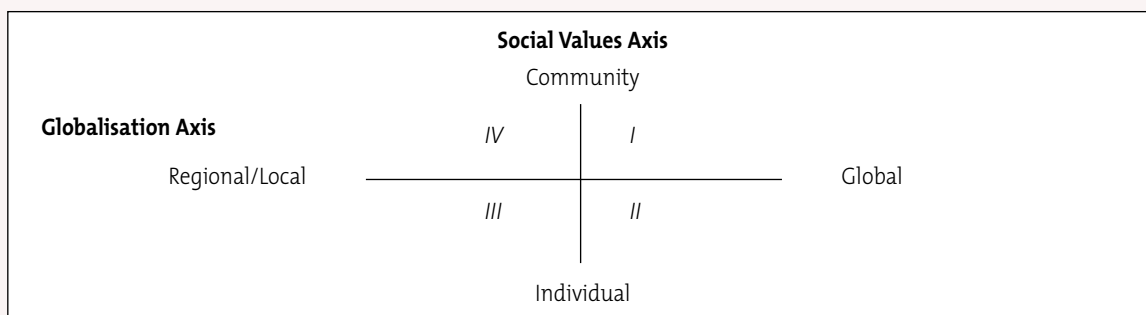 Social Values Axis
Community
Globalisation Axis
IV I
Regional/Local Global
III II
Individual